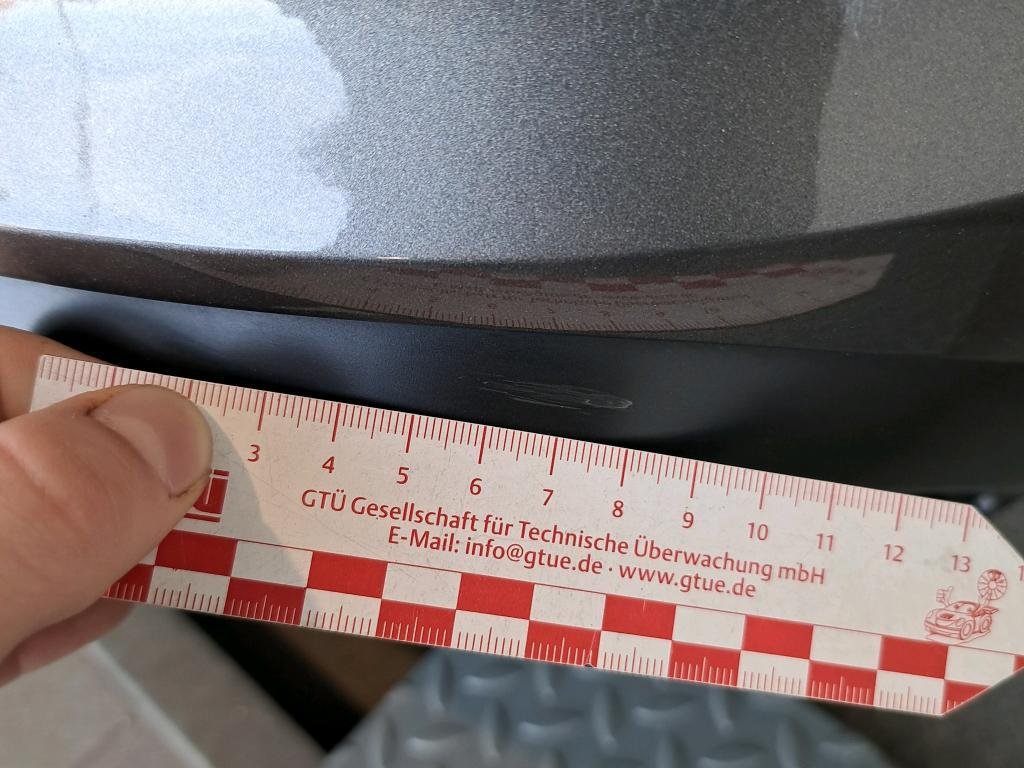 3 4 5 6 7 8 9 10 11 12 13
GTÜ Gesellschaft für Technische Überwachung mbH
E-Mail: info@gtue.de · www.gtue.de